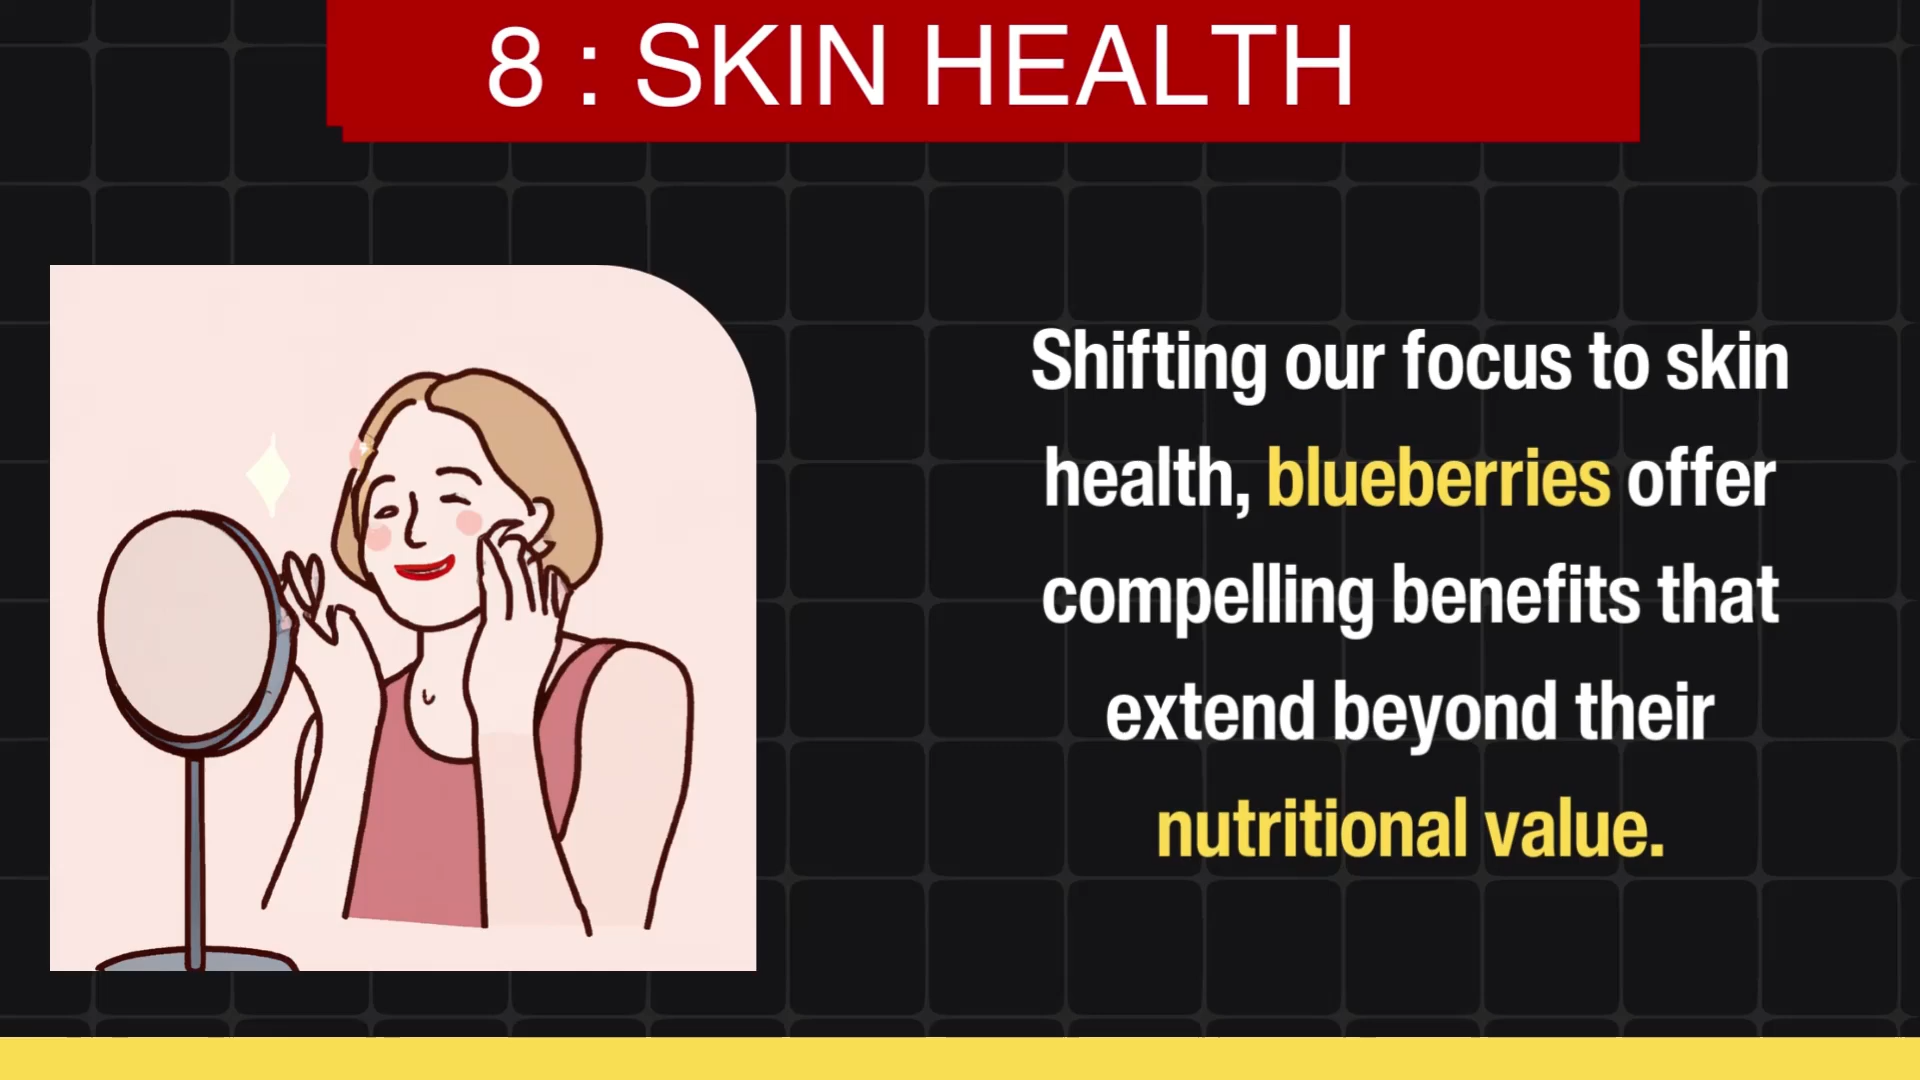 8 : SKIN HEALTH
Shifting our focus to skin
health, blueberries offer
compelling benefits that
extend beyond their
nutritional value.